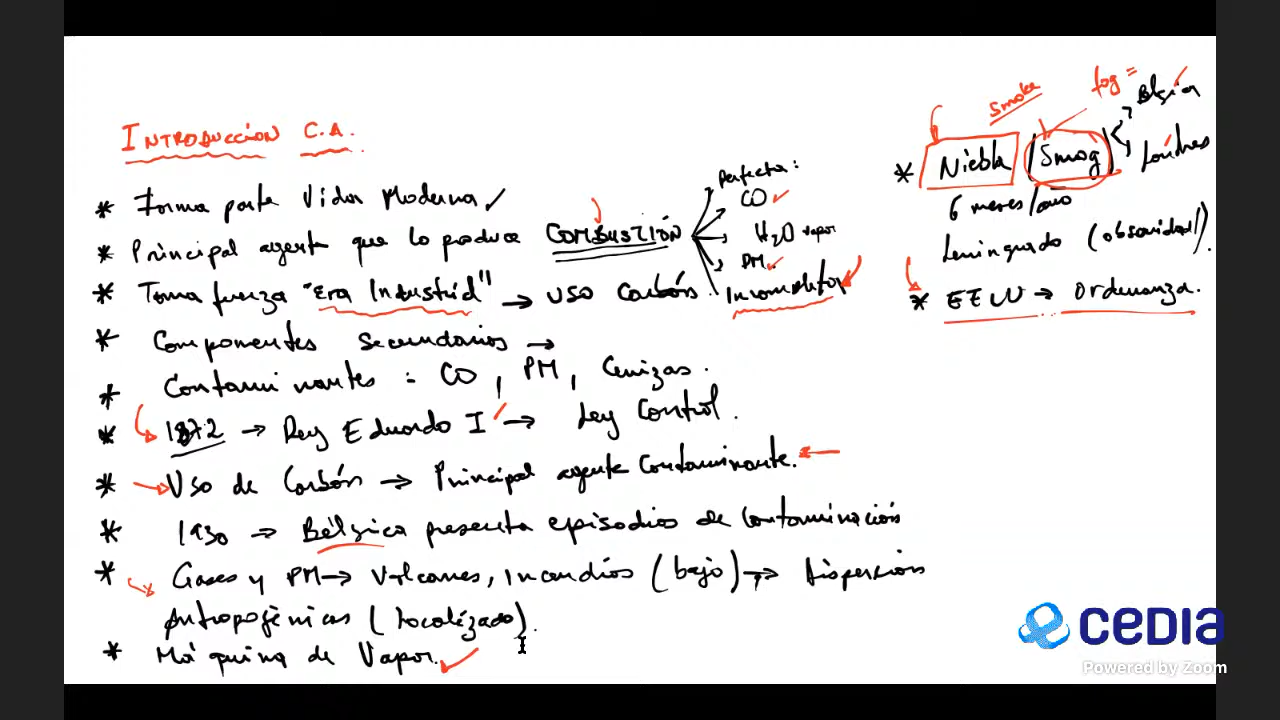 INTRODUCCION C.A.
* Forma parte Vida Moderna ✓
* Principal agente que lo produce COMBUSTIÓN
Perfecta:
CO ✓
H₂O vapor
PM ✓
Incompleta
* Toma fuerza "Era Industrial" → USO Carbón.
* Componentes Secundarios →
* Contaminantes : CO, PM, Cenizas.
* → Rey Eduardo I → Ley Control.
* → Uso de Carbón → Principal agente Contaminante. ←
* 1930 → Bélgica presenta episodios de contaminación
* Gases y PM → Volcanes, Incendios (bajo) → Dispersión
Antropogénicas (Localizado).
* Máquina de Vapor. ✓
smoke
fog =
* Niebla / Smog
Bélgica ✓
Londres
6 meses/año
Leningrado (obscuridad).
* EEUU → Ordenanza.
cedia
Powered by Zoom